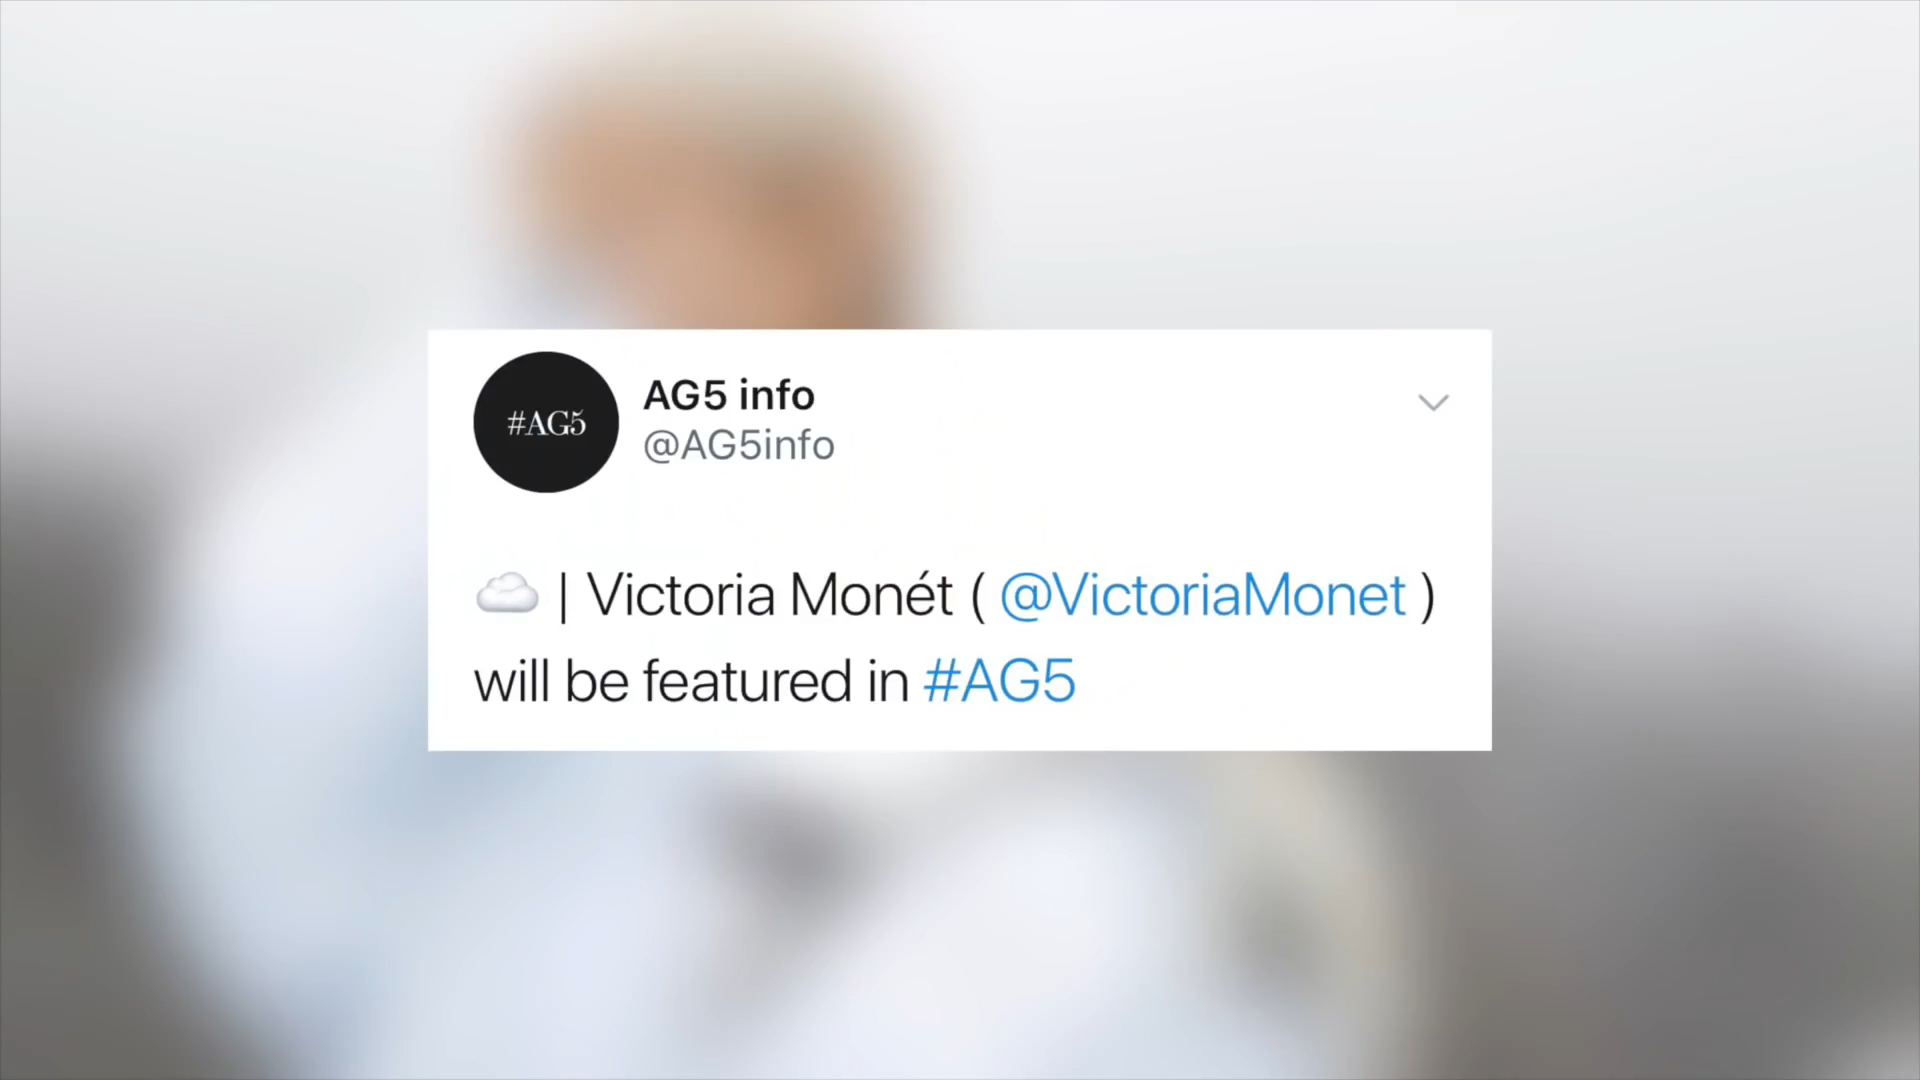 #AG5
AG5 info
@AG5info
☁️ | Victoria Monét ( @VictoriaMonet )
will be featured in #AG5